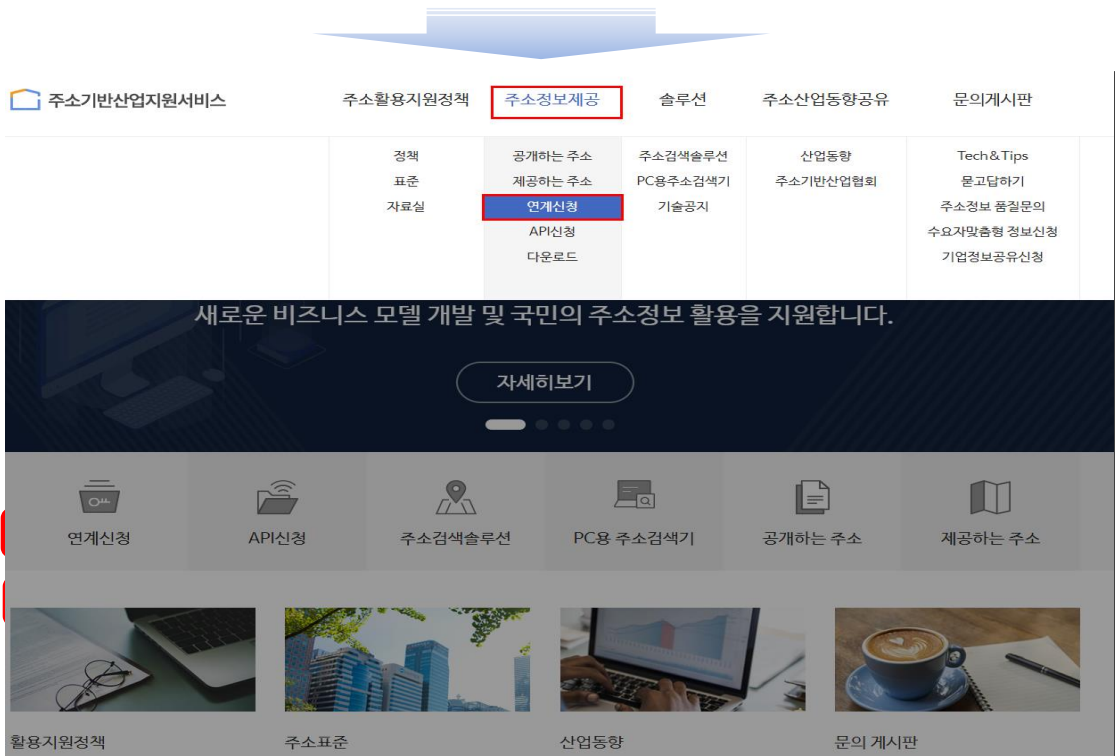 주소기반산업지원서비스
주소활용지원정책 주소정보제공 솔루션 주소산업동향공유 문의게시판
정책 공개하는 주소 주소검색솔루션 산업동향 Tech&Tips
표준 제공하는 주소 PC용주소검색기 주소기반산업협회 묻고답하기
자료실 연계신청 기술공지 주소정보 품질문의
API신청 수요자맞춤형 정보신청
다운로드 기업정보공유신청
새로운 비즈니스 모델 개발 및 국민의 주소정보 활용을 지원합니다.
자세히보기
연계신청 API신청 주소검색솔루션 PC용 주소검색기 공개하는 주소 제공하는 주소
활용지원정책 주소표준 산업동향 문의 게시판